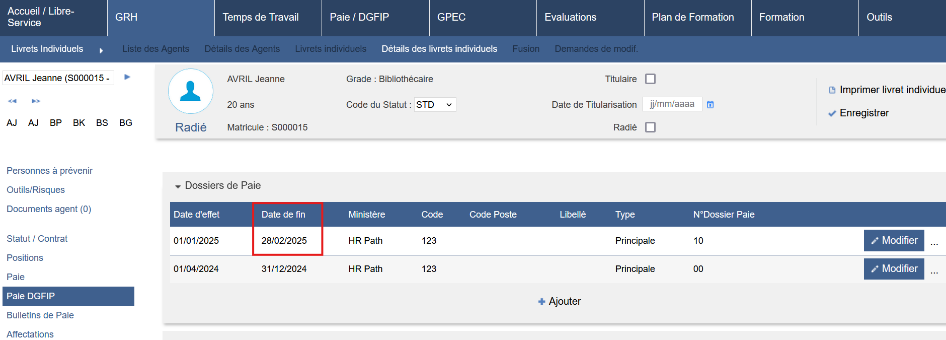 Accueil / Libre-Service GRH Temps de Travail Paie / DGFIP GPEC Evaluations Plan de Formation Formation Outils
Livrets Individuels Liste des Agents Détails des Agents Livrets individuels Détails des livrets individuels Fusion Demandes de modif.
AVRIL Jeanne (S000015 -
AJ AJ BP BK BS BG
Personnes à prévenir
Outils/Risques
Documents agent (0)
Statut / Contrat
Positions
Paie
Paie DGFIP
Bulletins de Paie
Affectations
AVRIL Jeanne Grade : Bibliothécaire Titulaire
20 ans Code du Statut : STD Date de Titularisation jj/mm/aaaa
Radié Matricule : S000015 Radié
Imprimer livret individue
Enregistrer
Dossiers de Paie
Date d'effet Date de fin Ministère Code Code Poste Libellé Type N°Dossier Paie
01/01/2025 28/02/2025 HR Path 123 Principale 10 Modifier ...
01/04/2024 31/12/2024 HR Path 123 Principale 00 Modifier ...
Ajouter